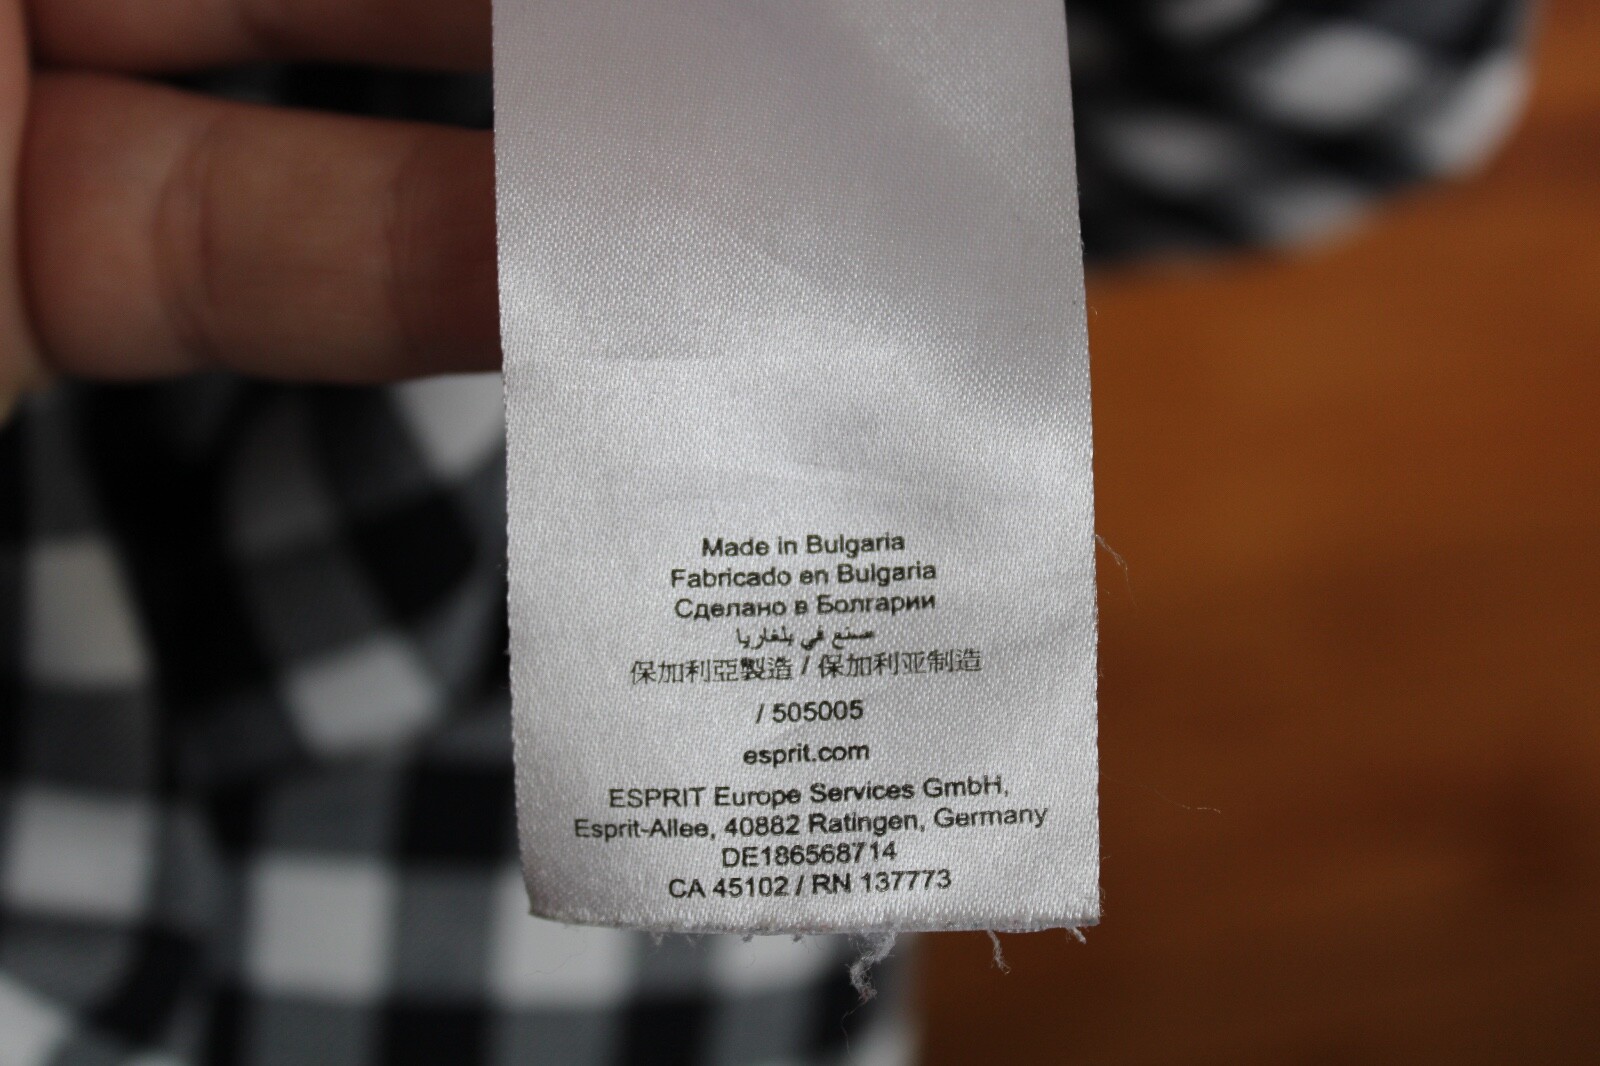 Made in Bulgaria
Fabricado en Bulgaria
Сделано в Болгарии
صنع في بلغاريا
保加利亞製造 / 保加利亚制造
/ 505005
esprit.com
ESPRIT Europe Services GmbH,
Esprit-Allee, 40882 Ratingen, Germany
DE186568714
CA 45102 / RN 137773